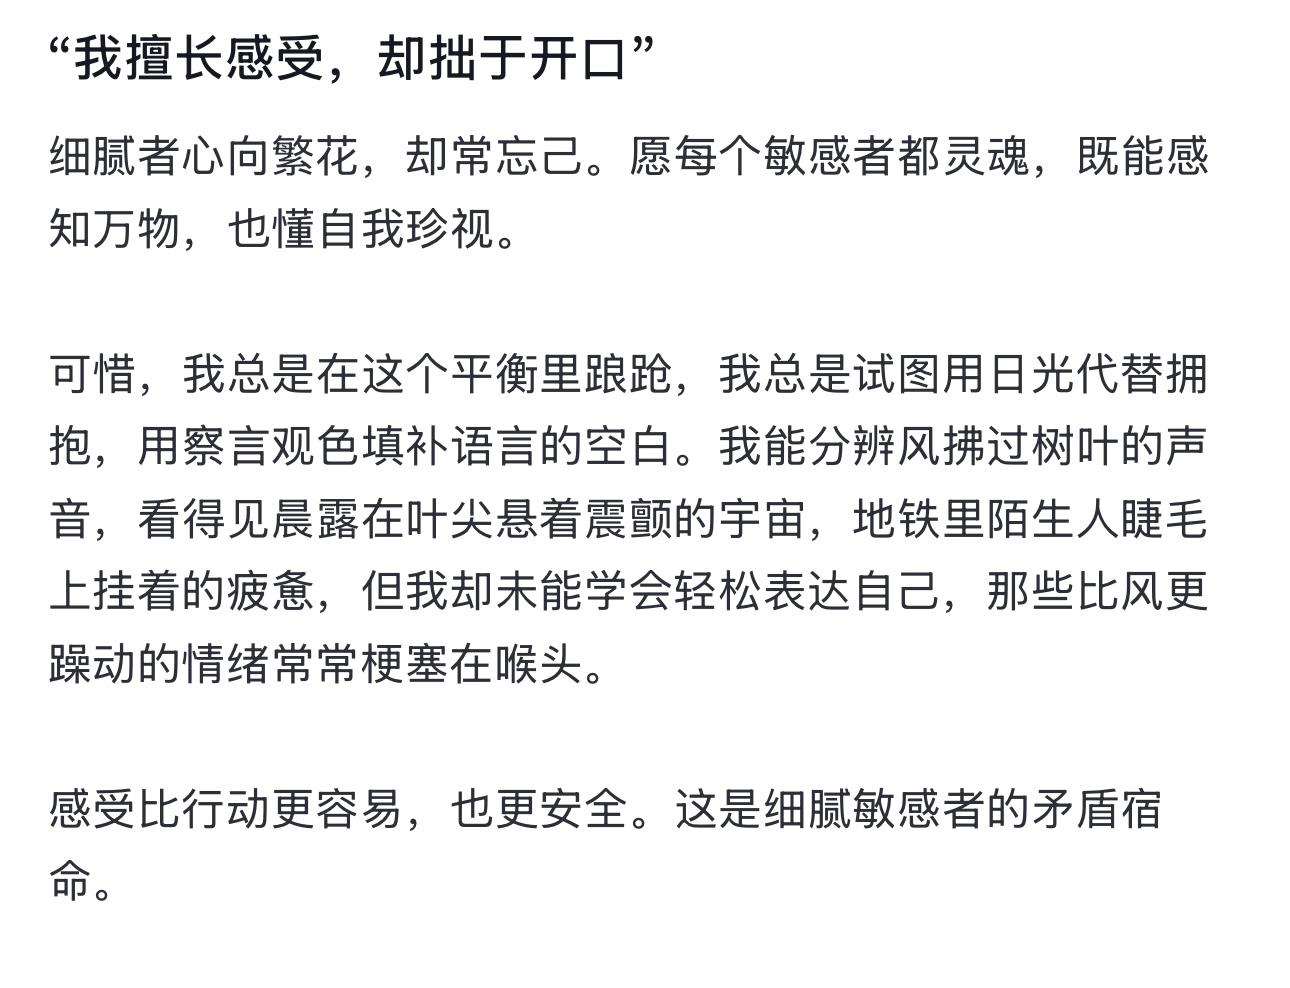 “我擅长感受，却拙于开口”
细腻者心向繁花，却常忘己。愿每个敏感者都灵魂，既能感
知万物，也懂自我珍视。
可惜，我总是在这个平衡里踉跄，我总是试图用日光代替拥
抱，用察言观色填补语言的空白。我能分辨风拂过树叶的声
音，看得见晨露在叶尖悬着震颤的宇宙，地铁里陌生人睫毛
上挂着的疲惫，但我却未能学会轻松表达自己，那些比风更
躁动的情绪常常梗塞在喉头。
感受比行动更容易，也更安全。这是细腻敏感者的矛盾宿
命。